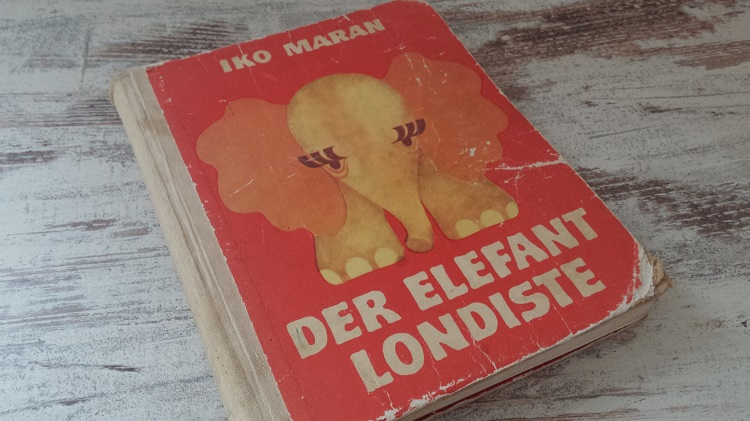 IKO MARAN
DER ELEFANT
LONDISTE